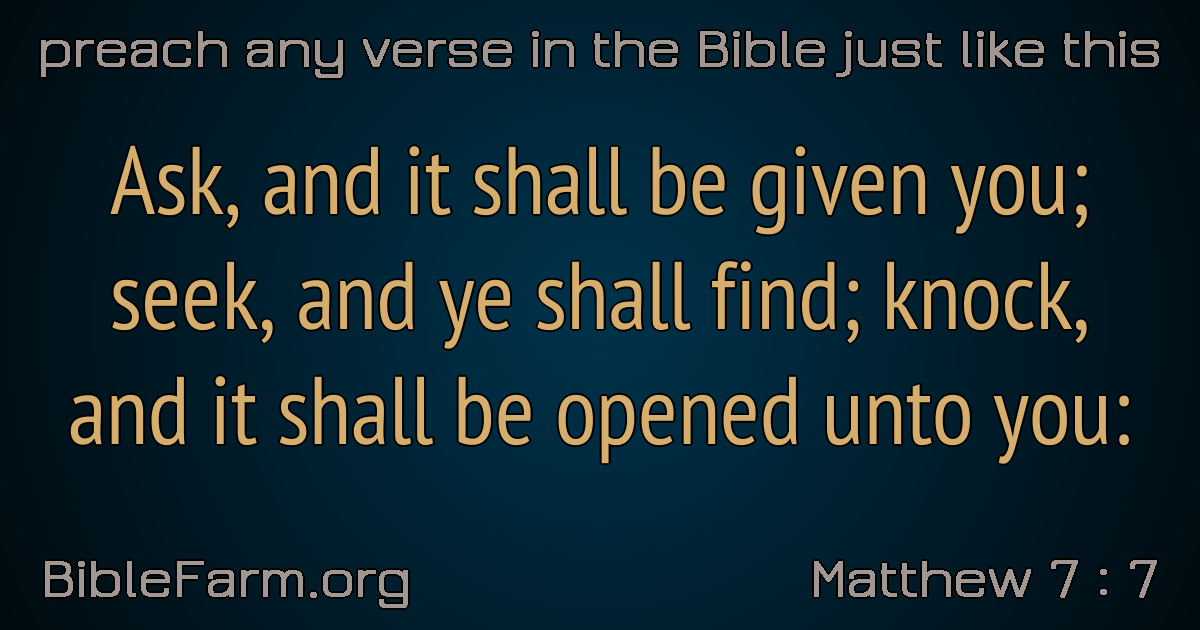 preach any verse in the Bible just like this
Ask, and it shall be given you;
seek, and ye shall find; knock,
and it shall be opened unto you:
BibleFarm.org
Matthew 7 : 7